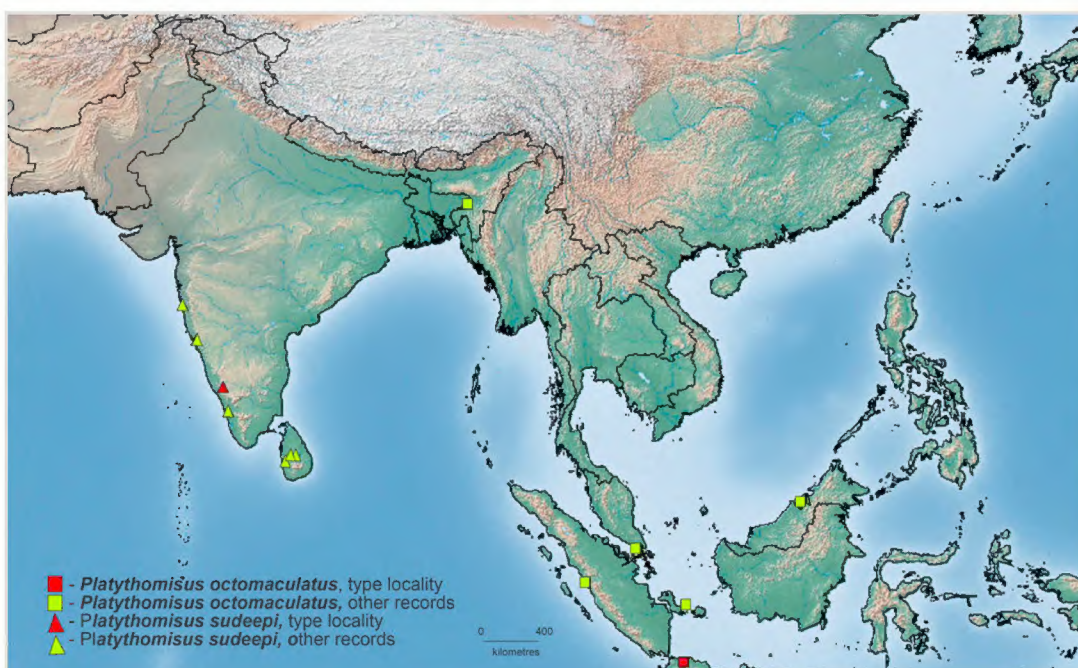 - Platythomisus octomaculatus, type locality
- Platythomisus octomaculatus, other records
- Platythomisus sudeepi, type locality
- Platythomisus sudeepi, other records
0 400
kilometres